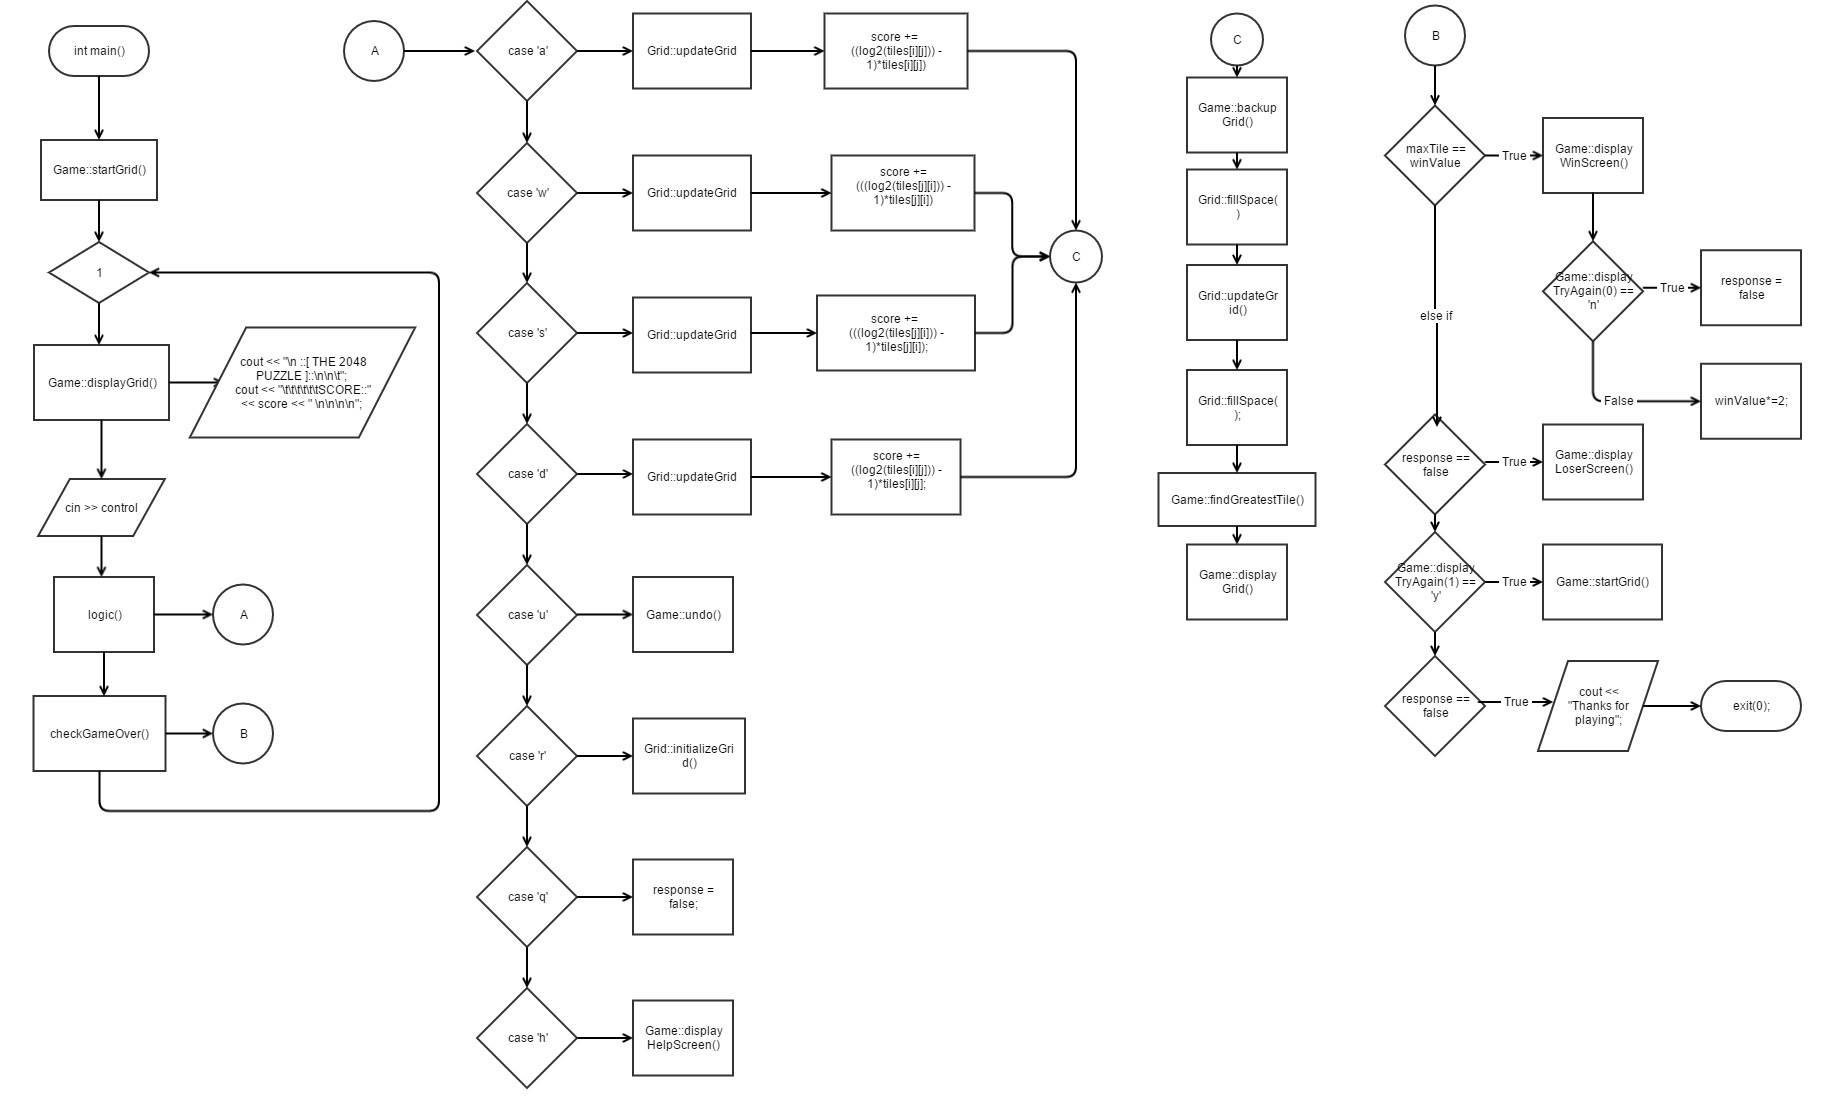 int main()
Game::startGrid()
1
Game::displayGrid()
cout << "\n ::[ THE 2048
PUZZLE ]::\n\n\t";
cout << "\t\t\t\t\t\tSCORE::"
<< score << " \n\n\n\n";
cin >> control
logic()
A
checkGameOver()
B
A
case 'a'
Grid::updateGrid
score +=
((log2(tiles[i][j])) -
1)*tiles[i][j])
case 'w'
Grid::updateGrid
score +=
(((log2(tiles[j][i])) -
1)*tiles[j][i])
case 's'
Grid::updateGrid
score +=
(((log2(tiles[j][i])) -
1)*tiles[j][i]);
case 'd'
Grid::updateGrid
score +=
((log2(tiles[i][j])) -
1)*tiles[i][j];
C
case 'u'
Game::undo()
case 'r'
Grid::initializeGri
d()
case 'q'
response =
false;
case 'h'
Game::display
HelpScreen()
C
Game::backup
Grid()
Grid::fillSpace(
)
Grid::updateGr
id()
Grid::fillSpace(
);
Game::findGreatestTile()
Game::display
Grid()
B
maxTile ==
winValue
True
Game::display
WinScreen()
Game::display
TryAgain(0) ==
'n'
True
response =
false
False
winValue*=2;
else if
response ==
false
True
Game::display
LoserScreen()
Game::display
TryAgain(1) ==
'y'
True
Game::startGrid()
response ==
false
True
cout <<
"Thanks for
playing";
exit(0);